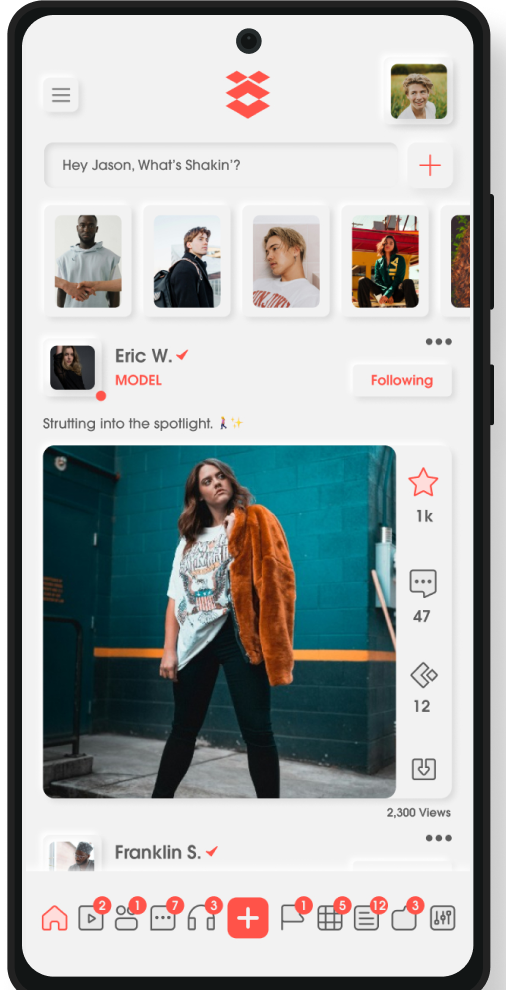 Hey Jason, What's Shakin'?
Eric W.
MODEL
Following
Strutting into the spotlight. 🚶‍♀️✨
1k
47
12
2,300 Views
Franklin S.
2 1 7 3 1 5 12 3